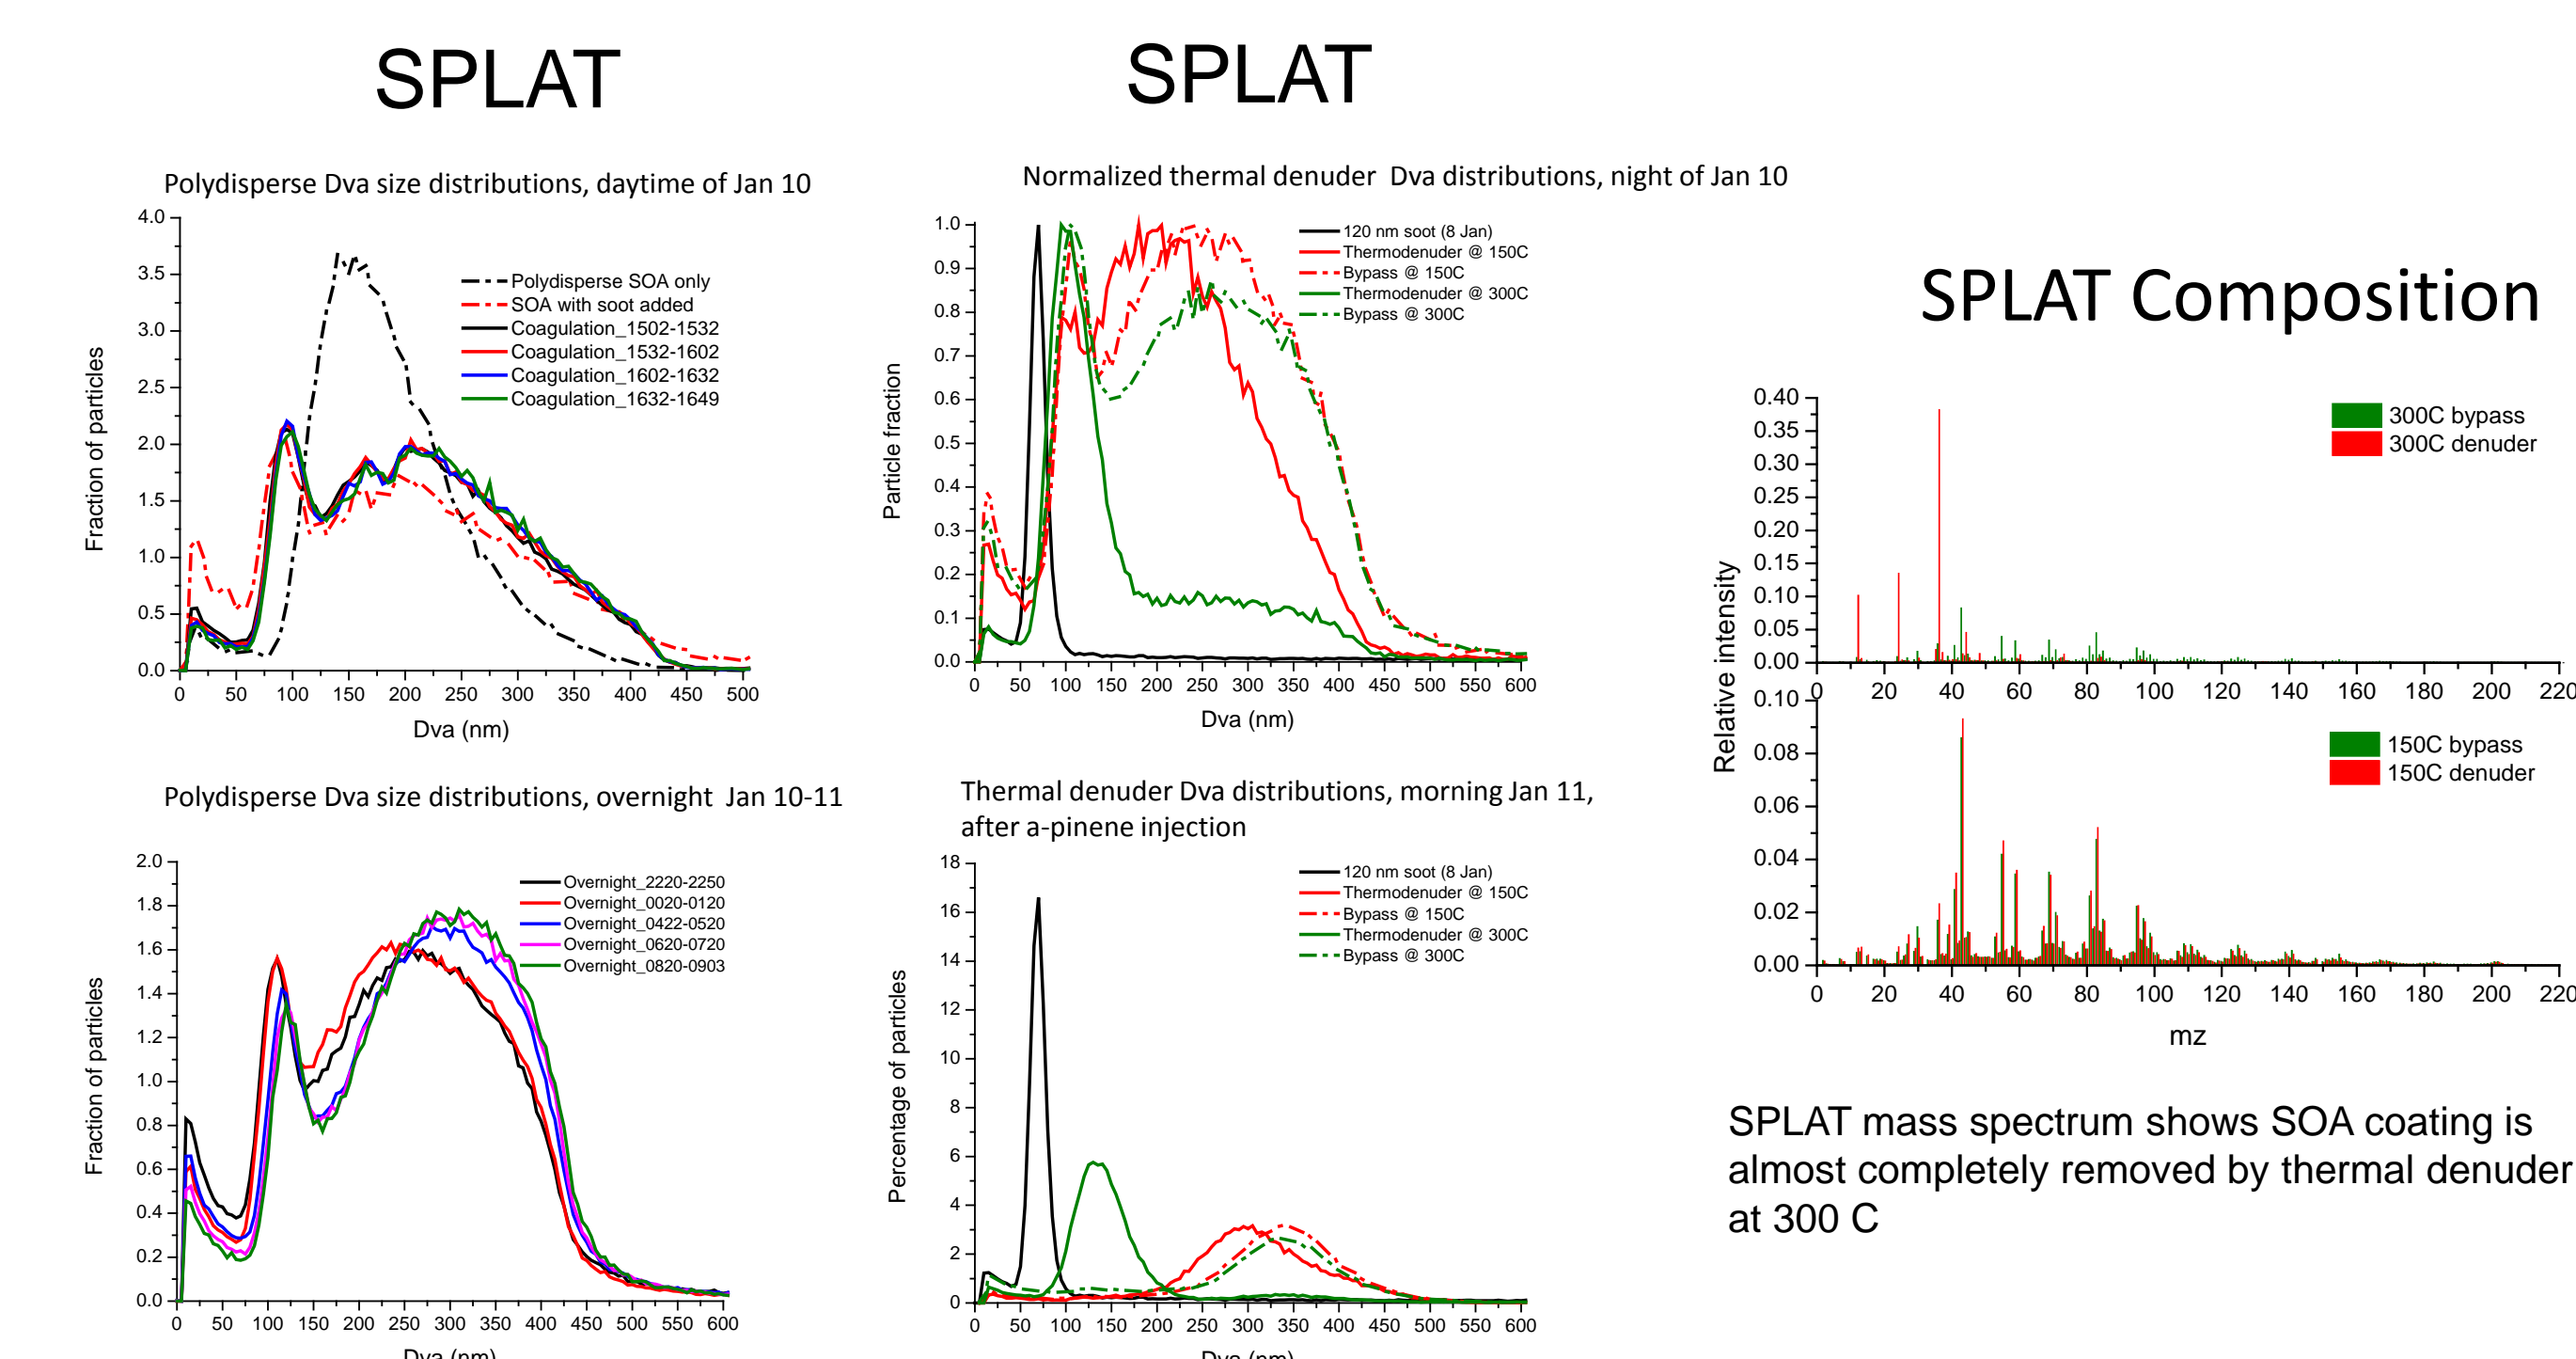 SPLAT
Polydisperse Dva size distributions, daytime of Jan 10
4.0
3.5
3.0
2.5
2.0
1.5
1.0
0.5
0.0
Fraction of particles
Polydisperse SOA only
SOA with soot added
Coagulation_1502-1532
Coagulation_1532-1602
Coagulation_1602-1632
Coagulation_1632-1649
0 50 100 150 200 250 300 350 400 450 500
Dva (nm)
Polydisperse Dva size distributions, overnight Jan 10-11
2.0
1.8
1.6
1.4
1.2
1.0
0.8
0.6
0.4
0.2
0.0
Fraction of particles
Overnight_2220-2250
Overnight_0020-0120
Overnight_0422-0520
Overnight_0620-0720
Overnight_0820-0903
0 50 100 150 200 250 300 350 400 450 500 550 600
Dva (nm)
SPLAT
Normalized thermal denuder Dva distributions, night of Jan 10
1.0
0.9
0.8
0.7
0.6
0.5
0.4
0.3
0.2
0.1
0.0
Particle fraction
120 nm soot (8 Jan)
Thermodenuder @ 150C
Bypass @ 150C
Thermodenuder @ 300C
Bypass @ 300C
0 50 100 150 200 250 300 350 400 450 500 550 600
Dva (nm)
Thermal denuder Dva distributions, morning Jan 11,
after a-pinene injection
18
16
14
12
10
8
6
4
2
0
Percentage of particles
120 nm soot (8 Jan)
Thermodenuder @ 150C
Bypass @ 150C
Thermodenuder @ 300C
Bypass @ 300C
0 50 100 150 200 250 300 350 400 450 500 550 600
Dva (nm)
SPLAT Composition
0.40
0.35
0.30
0.25
0.20
0.15
0.10
0.05
0.00
300C bypass
300C denuder
0 20 40 60 80 100 120 140 160 180 200 220
Relative intensity
0.10
0.08
0.06
0.04
0.02
0.00
150C bypass
150C denuder
0 20 40 60 80 100 120 140 160 180 200 220
mz
SPLAT mass spectrum shows SOA coating is
almost completely removed by thermal denuder
at 300 C